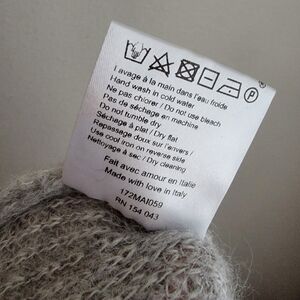 Lavage à la main dans l'eau froide
Hand wash in cold water
Ne pas chlorer / Do not use bleach
Pas de séchage en machine
Do not tumble dry
Séchage à plat / Dry flat
Repassage doux sur l'envers /
Use cool iron on reverse side
Nettoyage à sec / Dry cleaning
Fait avec amour en Italie
Made with love in Italy
172MAI059
RN 154 043